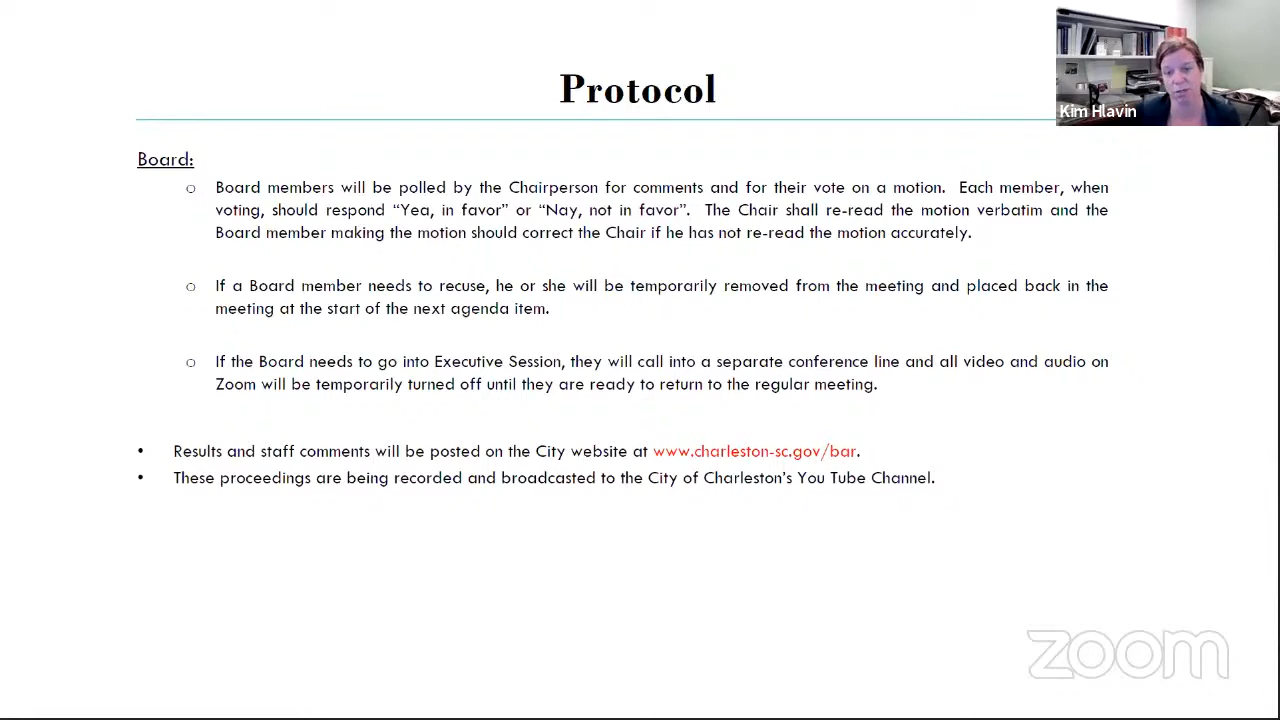 Protocol
Kim Hlavin
Board:
o Board members will be polled by the Chairperson for comments and for their vote on a motion. Each member, when
voting, should respond “Yea, in favor” or “Nay, not in favor”. The Chair shall re-read the motion verbatim and the
Board member making the motion should correct the Chair if he has not re-read the motion accurately.
o If a Board member needs to recuse, he or she will be temporarily removed from the meeting and placed back in the
meeting at the start of the next agenda item.
o If the Board needs to go into Executive Session, they will call into a separate conference line and all video and audio on
Zoom will be temporarily turned off until they are ready to return to the regular meeting.
• Results and staff comments will be posted on the City website at www.charleston-sc.gov/bar.
• These proceedings are being recorded and broadcasted to the City of Charleston’s You Tube Channel.
zoom